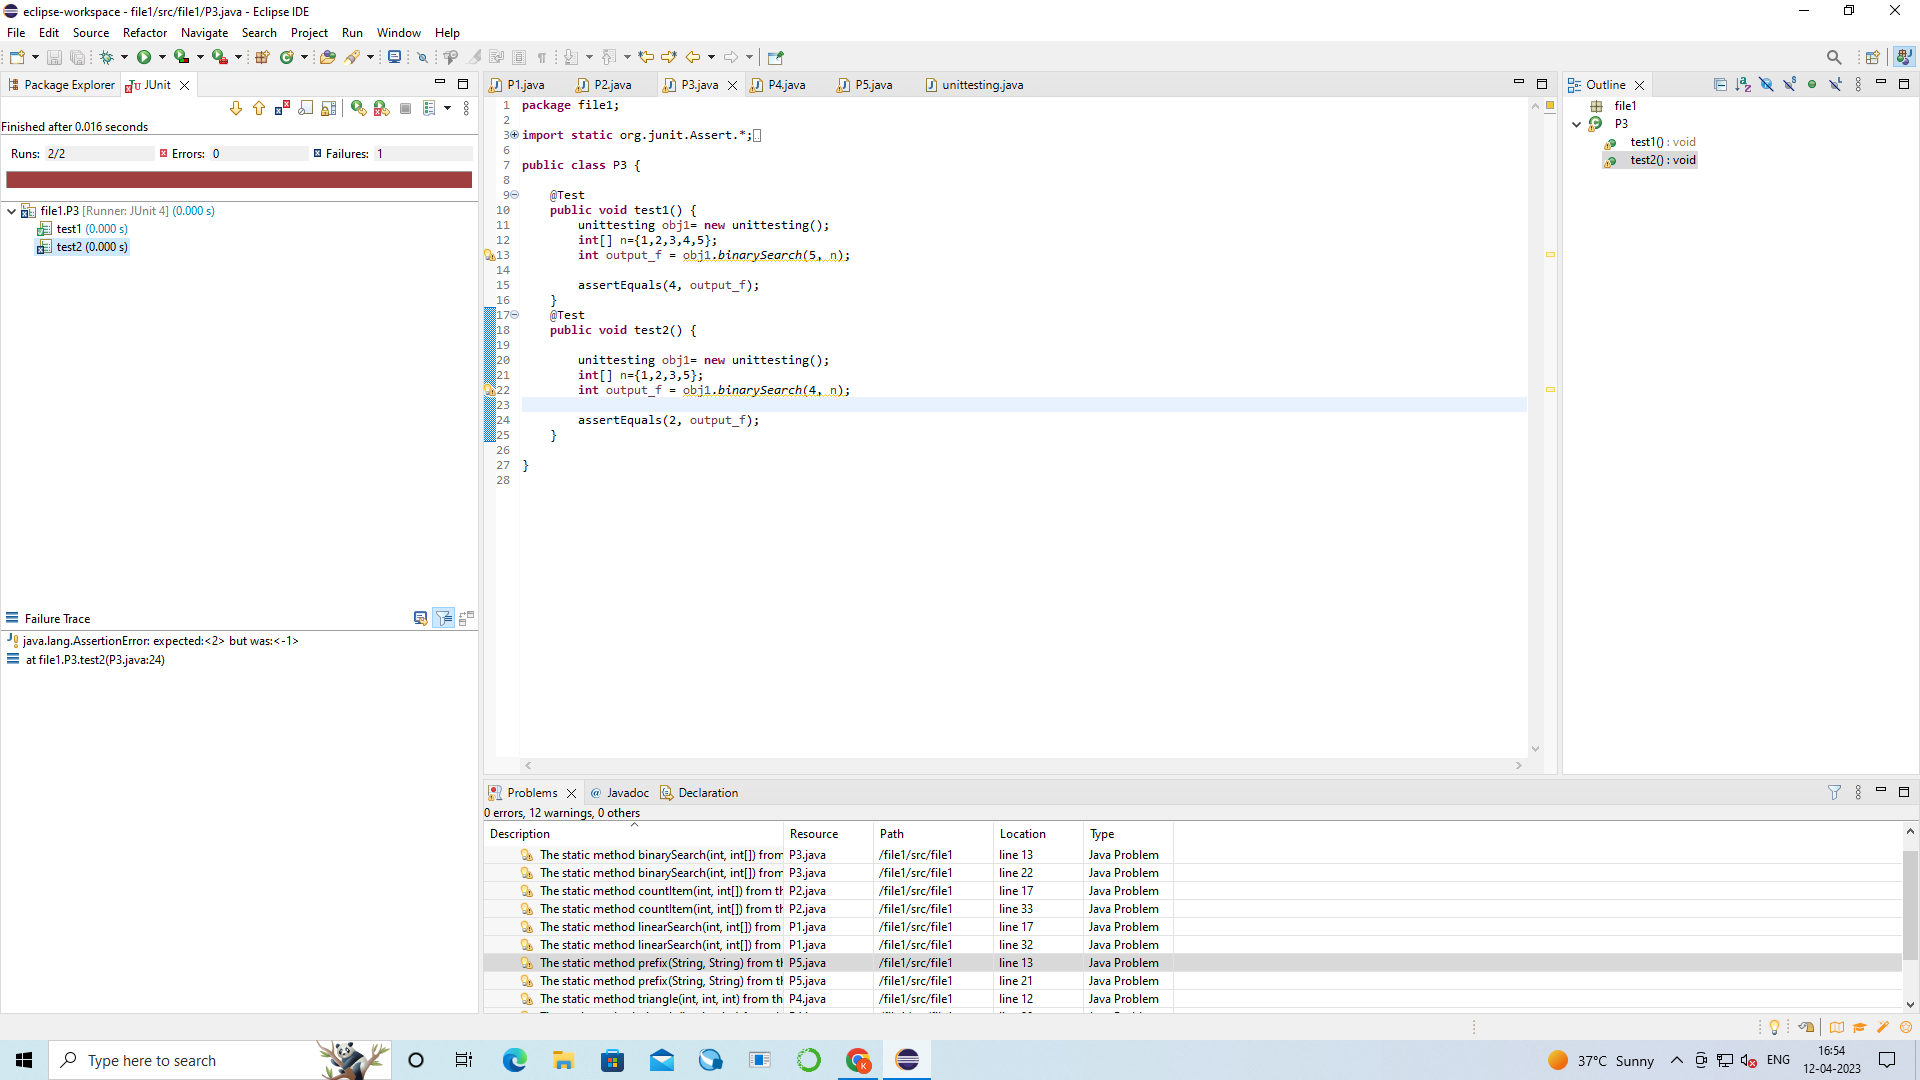 eclipse-workspace - file1/src/file1/P3.java - Eclipse IDE
File Edit Source Refactor Navigate Search Project Run Window Help
Package Explorer JUnit
Finished after 0.016 seconds
Runs: 2/2 Errors: 0 Failures: 1
file1.P3 [Runner: JUnit 4] (0.000 s)
test1 (0.000 s)
test2 (0.000 s)
Failure Trace
java.lang.AssertionError: expected:<2> but was:<-1>
at file1.P3.test2(P3.java:24)
P1.java P2.java P3.java P4.java P5.java unittesting.java
1 package file1;
2
3 import static org.junit.Assert.*;
6
7 public class P3 {
8
9 @Test
10 public void test1() {
11 unittesting obj1= new unittesting();
12 int[] n={1,2,3,4,5};
13 int output_f = obj1.binarySearch(5, n);
14
15 assertEquals(4, output_f);
16 }
17 @Test
18 public void test2() {
19
20 unittesting obj1= new unittesting();
21 int[] n={1,2,3,5};
22 int output_f = obj1.binarySearch(4, n);
23
24 assertEquals(2, output_f);
25 }
26
27 }
28
Outline
file1
P3
test1() : void
test2() : void
Problems Javadoc Declaration
0 errors, 12 warnings, 0 others
Description Resource Path Location Type
The static method binarySearch(int, int[]) from P3.java /file1/src/file1 line 13 Java Problem
The static method binarySearch(int, int[]) from P3.java /file1/src/file1 line 22 Java Problem
The static method countItem(int, int[]) from th P2.java /file1/src/file1 line 17 Java Problem
The static method countItem(int, int[]) from th P2.java /file1/src/file1 line 33 Java Problem
The static method linearSearch(int, int[]) from P1.java /file1/src/file1 line 17 Java Problem
The static method linearSearch(int, int[]) from P1.java /file1/src/file1 line 32 Java Problem
The static method prefix(String, String) from th P5.java /file1/src/file1 line 13 Java Problem
The static method prefix(String, String) from th P5.java /file1/src/file1 line 21 Java Problem
The static method triangle(int, int, int) from the P4.java /file1/src/file1 line 12 Java Problem
Type here to search
37°C Sunny
ENG
16:54
12-04-2023